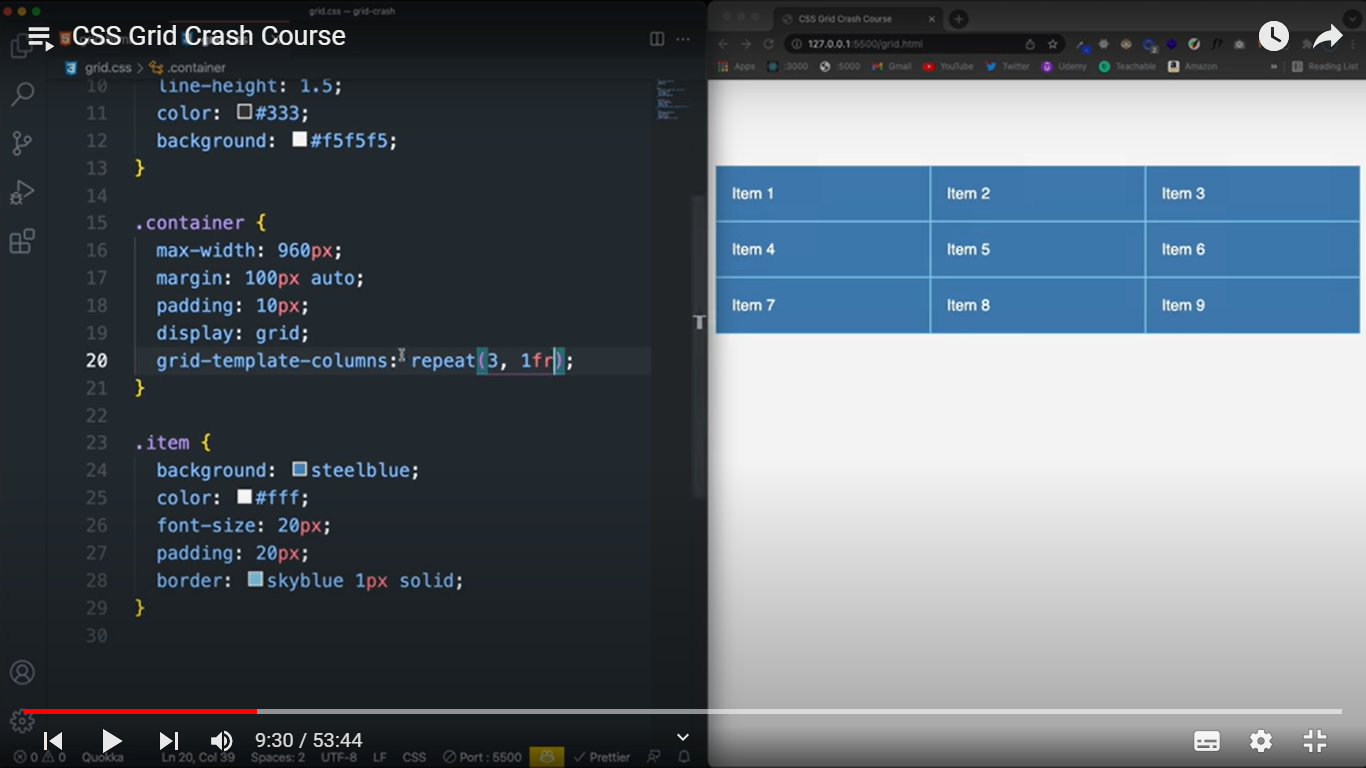 grid.css — grid-crash
CSS Grid Crash Course
grid.css > .container
10 line-height: 1.5;
11 color: #333;
12 background: #f5f5f5;
13 }
14
15 .container {
16 max-width: 960px;
17 margin: 100px auto;
18 padding: 10px;
19 display: grid;
20 grid-template-columns: repeat(3, 1fr);
21 }
22
23 .item {
24 background: steelblue;
25 color: #fff;
26 font-size: 20px;
27 padding: 20px;
28 border: skyblue 1px solid;
29 }
30
CSS Grid Crash Course
127.0.0.1:5500/grid.html
Apps :3000 :5000 Gmail YouTube Twitter Udemy Teachable Amazon » Reading List
Item 1 Item 2 Item 3
Item 4 Item 5 Item 6
Item 7 Item 8 Item 9
9:30 / 53:44
0 0 Quokka Ln 20, Col 39 Spaces: 2 UTF-8 LF CSS Port : 5500 Prettier